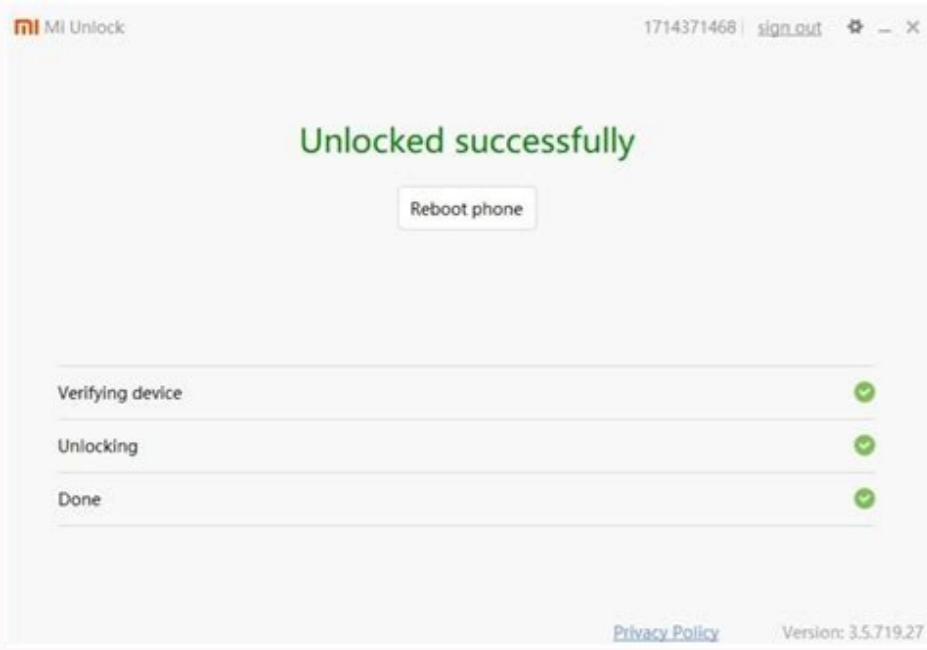 Mi Unlock 1714371468 sign out
Unlocked successfully
Reboot phone
Verifying device
Unlocking
Done
Privacy Policy Version: 3.5.719.27